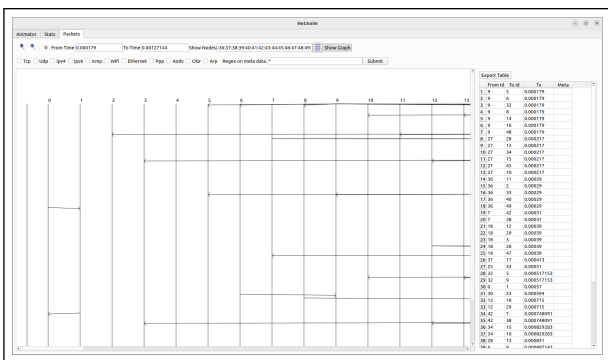 NetAnim
Animator Stats Packets
From Time 0.000179 To Time 0.00127144 Show Nodes :36:37:38:39:40:41:42:43:44:45:46:47:48:49 Show Graph
Tcp Udp Ipv4 Ipv6 Icmp Wifi Ethernet Ppp Aodv Olsr Arp Regex on meta data .* Submit
Export Table
0 1 2 3 4 5 6 7 8 9 10 11 12 13
From Id To Id Tx Meta
1 9 5 0.000179
2 9 6 0.000179
3 9 32 0.000179
4 9 8 0.000179
5 9 14 0.000179
6 9 16 0.000179
7 9 48 0.000179
8 27 28 0.000217
9 27 13 0.000217
10 27 34 0.000217
11 27 15 0.000217
12 27 45 0.000217
13 27 10 0.000217
14 36 11 0.00029
15 36 2 0.00029
16 36 33 0.00029
17 36 40 0.00029
18 36 49 0.00029
19 7 42 0.00031
20 7 38 0.00031
21 18 12 0.00039
22 18 29 0.00039
23 18 3 0.00039
24 18 26 0.00039
25 18 47 0.00039
26 37 17 0.000413
27 25 43 0.00051
28 32 5 0.000517153
29 32 9 0.000517153
30 0 1 0.00057
31 30 23 0.000594
32 12 18 0.000715
33 12 29 0.000715
34 42 7 0.000748091
35 42 38 0.000748091
36 34 15 0.000829283
37 34 10 0.000829283
38 28 13 0.000831